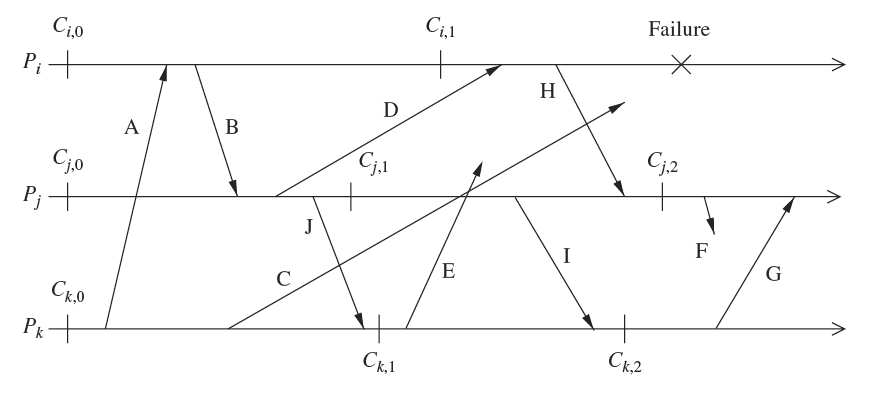 C_{i,0} C_{i,1} Failure
P_i
H
D
A B
C_{j,0} C_{j,1} C_{j,2}
P_j
J
I F
E G
C
C_{k,0}
P_k
C_{k,1} C_{k,2}